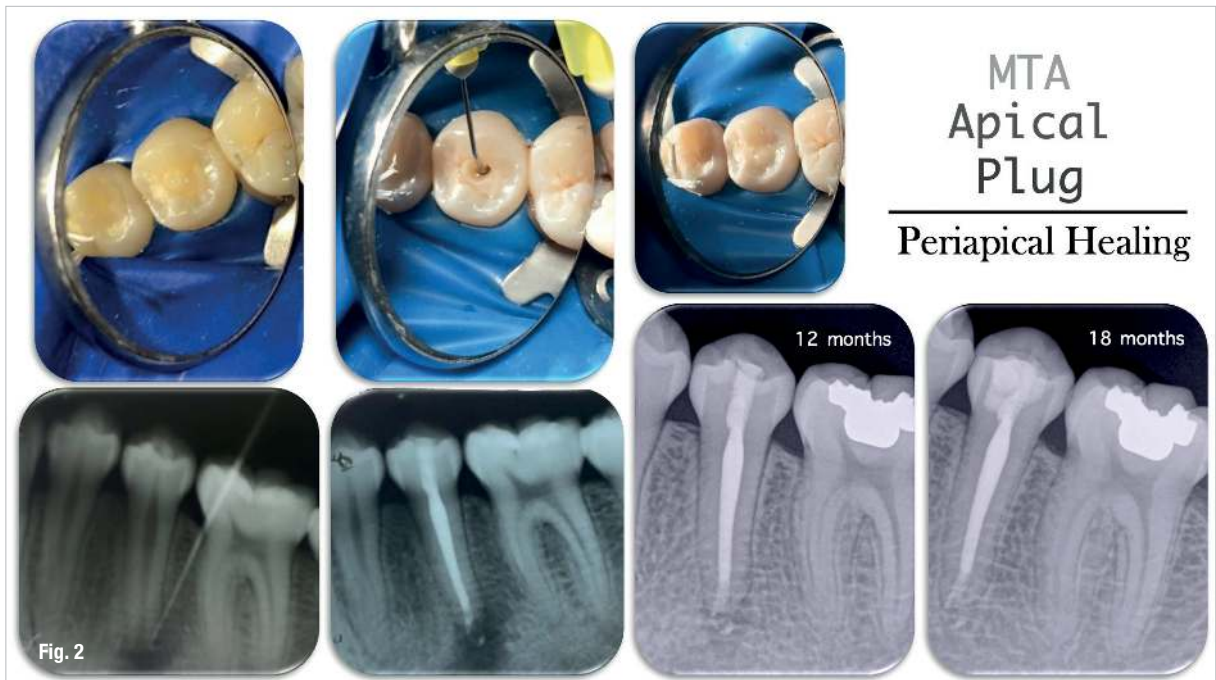 MTA
Apical
Plug
Periapical Healing
12 months
18 months
Fig. 2